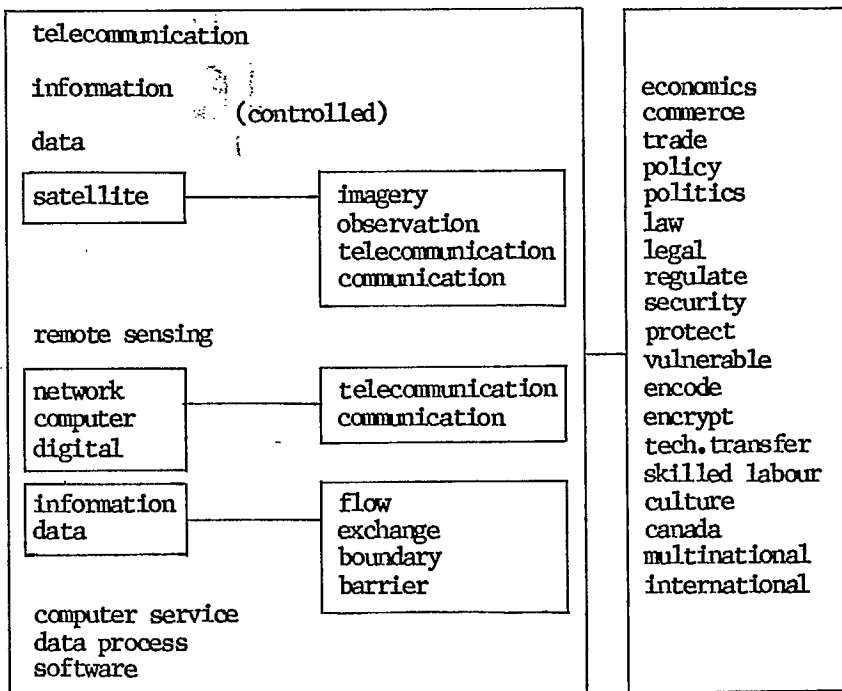 telecommunication
information
(controlled)
data
satellite
imagery
observation
telecommunication
communication
remote sensing
network
computer
digital
telecommunication
communication
information
data
flow
exchange
boundary
barrier
computer service
data process
software
economics
commerce
trade
policy
politics
law
legal
regulate
security
protect
vulnerable
encode
encrypt
tech.transfer
skilled labour
culture
canada
multinational
international